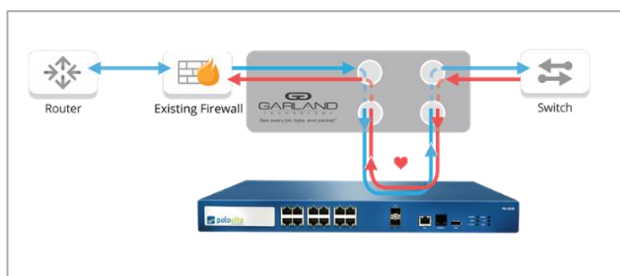 Router
Existing Firewall
GARLAND
TECHNOLOGY
See every bit, byte, and packet®
Switch
paloalto